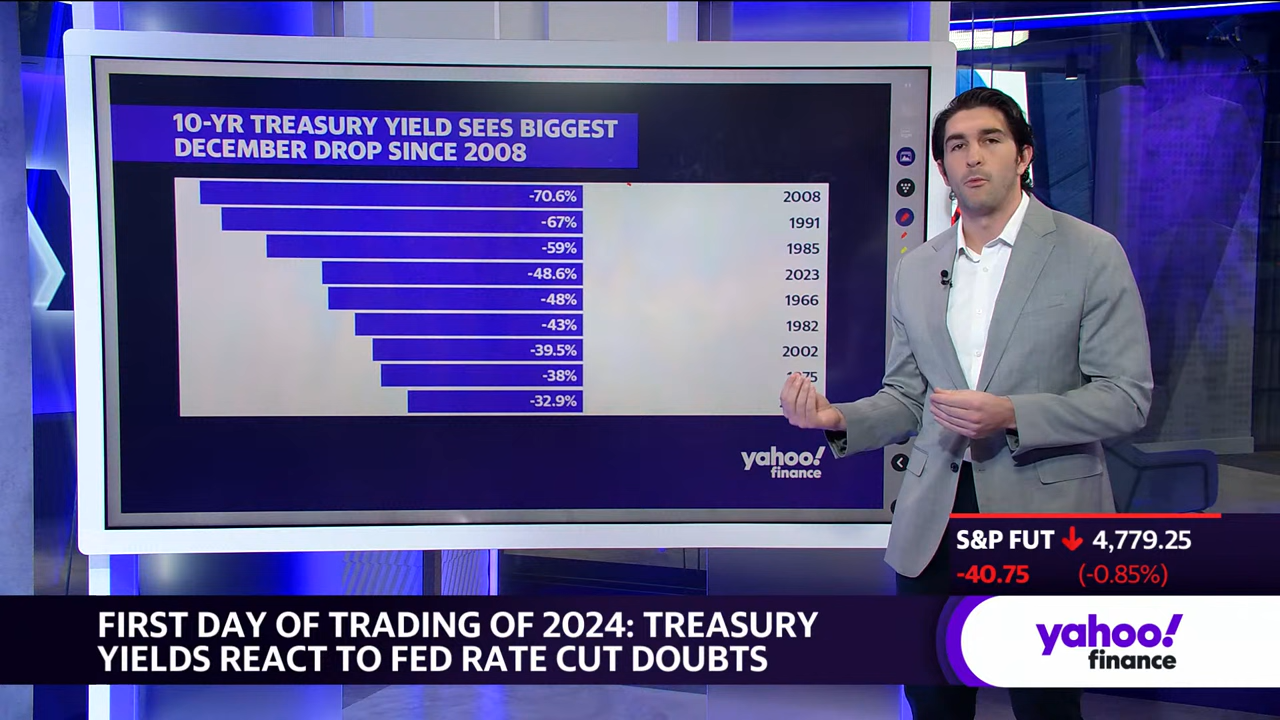 10-YR TREASURY YIELD SEES BIGGEST
DECEMBER DROP SINCE 2008
-70.6% 2008
-67% 1991
-59% 1985
-48.6% 2023
-48% 1966
-43% 1982
-39.5% 2002
-38%
-32.9%
yahoo!
finance
S&P FUT 4,779.25
-40.75 (-0.85%)
FIRST DAY OF TRADING OF 2024: TREASURY
YIELDS REACT TO FED RATE CUT DOUBTS
yahoo!
finance